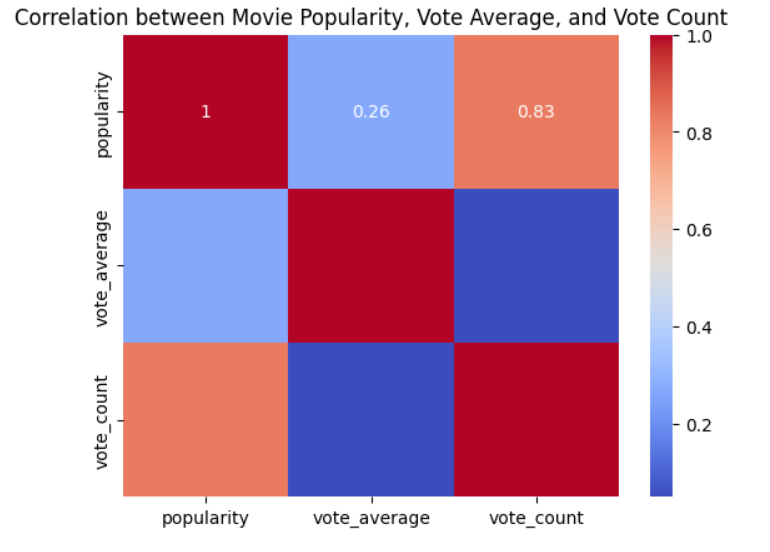 Correlation between Movie Popularity, Vote Average, and Vote Count
popularity
1
0.26
0.83
vote_average
vote_count
popularity
vote_average
vote_count
1.0
0.8
0.6
0.4
0.2